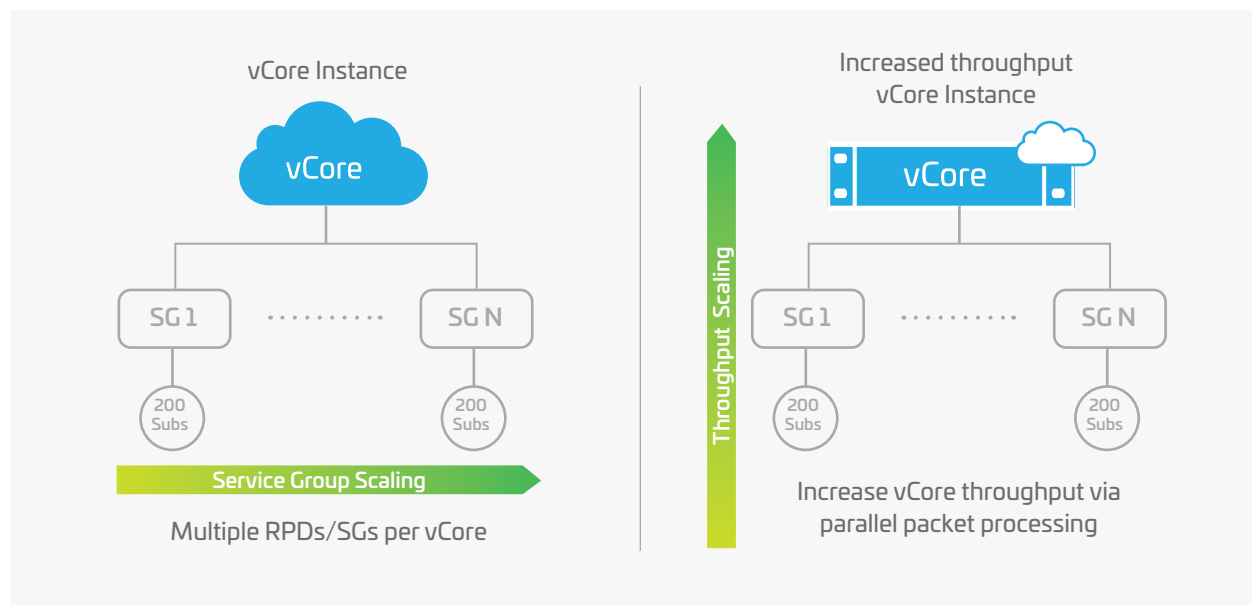 vCore Instance
vCore
SG 1
SG N
200
Subs
200
Subs
Service Group Scaling
Multiple RPDs/SGs per vCore
Increased throughput
vCore Instance
vCore
Throughput Scaling
SG 1
SG N
200
Subs
200
Subs
Increase vCore throughput via
parallel packet processing